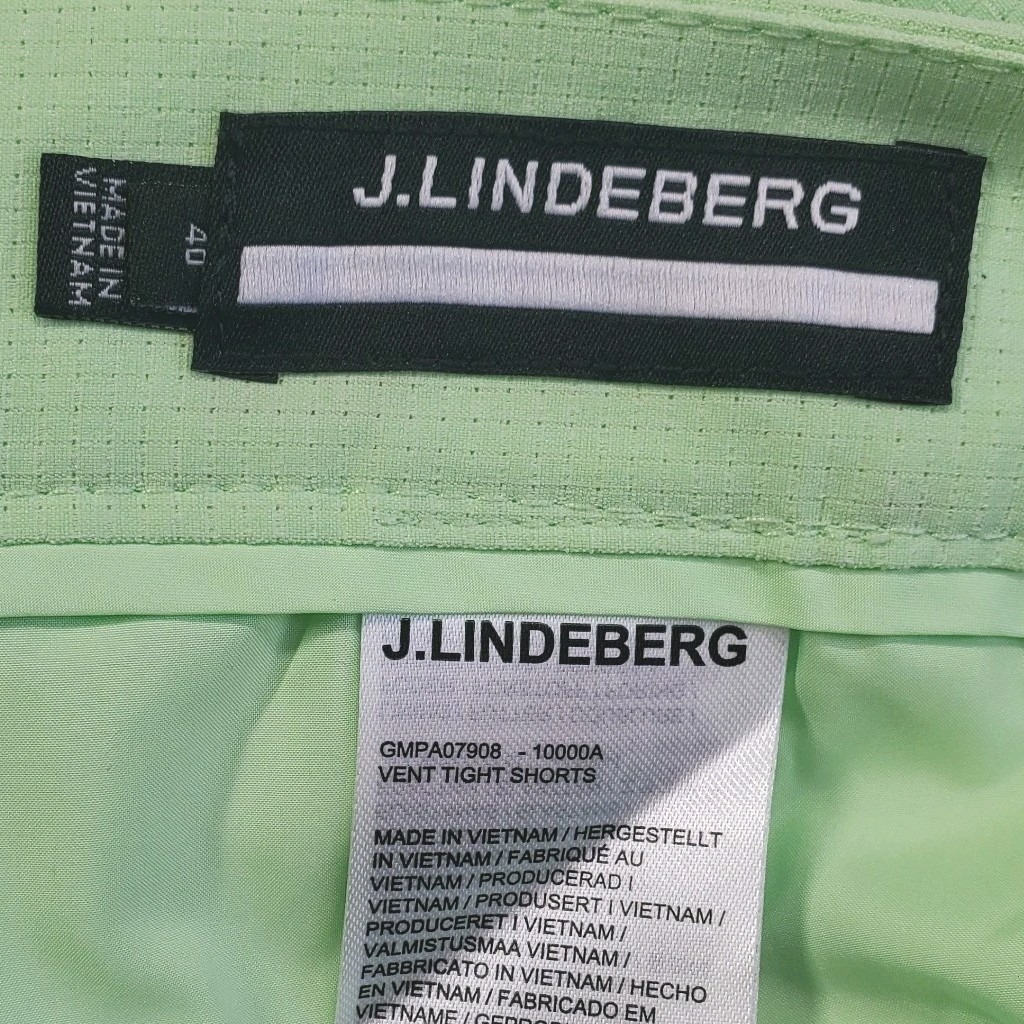 J.LINDEBERG
40
MADE IN
VIETNAM
J.LINDEBERG
GMPA07908 - 10000A
VENT TIGHT SHORTS
MADE IN VIETNAM / HERGESTELLT
IN VIETNAM / FABRIQUÉ AU
VIETNAM / PRODUCERAD I
VIETNAM / PRODUSERT I VIETNAM /
PRODUCERET I VIETNAM /
VALMISTUSMAA VIETNAM /
FABBRICATO IN VIETNAM / HECHO
EN VIETNAM / FABRICADO EM
VIETNAME /